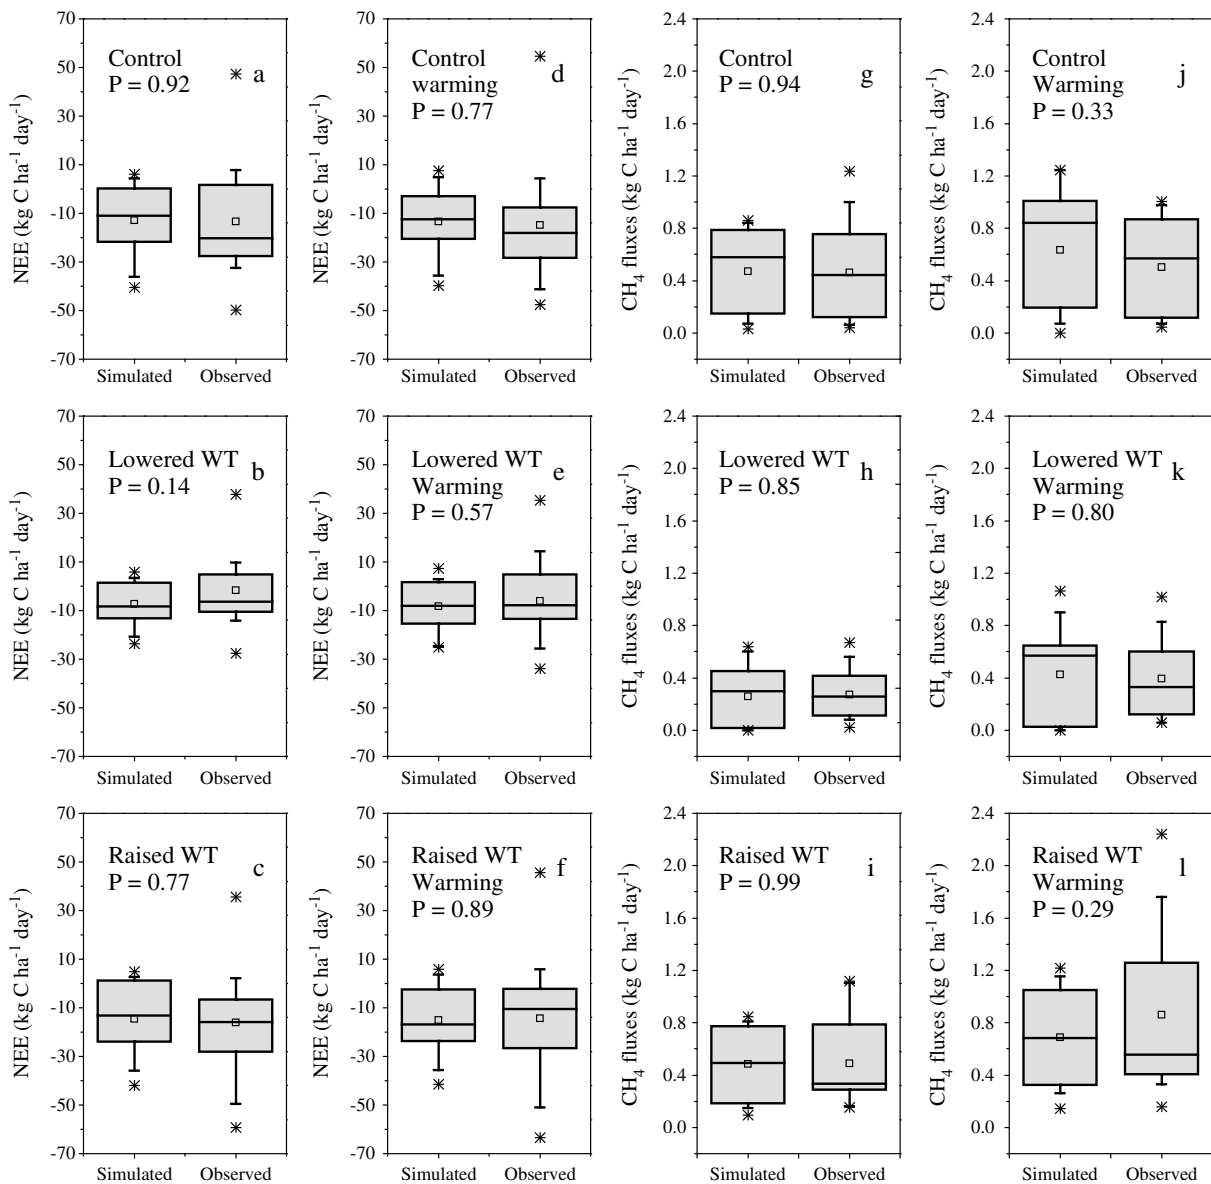 70
50
30
10
-10
-30
-50
-70
NEE (kg C ha⁻¹ day⁻¹)
Control
P = 0.92
a
Simulated
Observed
70
50
30
10
-10
-30
-50
-70
NEE (kg C ha⁻¹ day⁻¹)
Control
warming
P = 0.77
d
Simulated
Observed
2.4
2.0
1.6
1.2
0.8
0.4
0.0
CH₄ fluxes (kg C ha⁻¹ day⁻¹)
Control
P = 0.94
g
Simulated
Observed
2.4
2.0
1.6
1.2
0.8
0.4
0.0
CH₄ fluxes (kg C ha⁻¹ day⁻¹)
Control
Warming
P = 0.33
j
Simulated
Observed
70
50
30
10
-10
-30
-50
-70
NEE (kg C ha⁻¹ day⁻¹)
Lowered WT
P = 0.14
b
Simulated
Observed
70
50
30
10
-10
-30
-50
-70
NEE (kg C ha⁻¹ day⁻¹)
Lowered WT
Warming
P = 0.57
e
Simulated
Observed
2.4
2.0
1.6
1.2
0.8
0.4
0.0
CH₄ fluxes (kg C ha⁻¹ day⁻¹)
Lowered WT
P = 0.85
h
Simulated
Observed
2.4
2.0
1.6
1.2
0.8
0.4
0.0
CH₄ fluxes (kg C ha⁻¹ day⁻¹)
Lowered WT
Warming
P = 0.80
k
Simulated
Observed
70
50
30
10
-10
-30
-50
-70
NEE (kg C ha⁻¹ day⁻¹)
Raised WT
P = 0.77
c
Simulated
Observed
70
50
30
10
-10
-30
-50
-70
NEE (kg C ha⁻¹ day⁻¹)
Raised WT
Warming
P = 0.89
f
Simulated
Observed
2.4
2.0
1.6
1.2
0.8
0.4
0.0
CH₄ fluxes (kg C ha⁻¹ day⁻¹)
Raised WT
P = 0.99
i
Simulated
Observed
2.4
2.0
1.6
1.2
0.8
0.4
0.0
CH₄ fluxes (kg C ha⁻¹ day⁻¹)
Raised WT
Warming
P = 0.29
l
Simulated
Observed